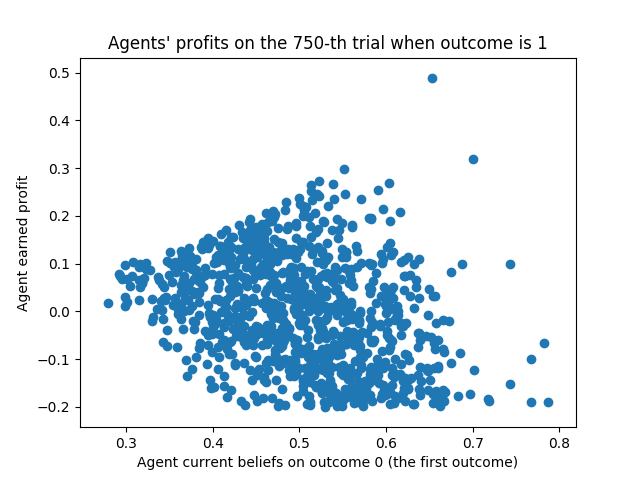 Agents' profits on the 750-th trial when outcome is 1
Agent earned profit
0.5
0.4
0.3
0.2
0.1
0.0
−0.1
−0.2
0.3 0.4 0.5 0.6 0.7 0.8
Agent current beliefs on outcome 0 (the first outcome)